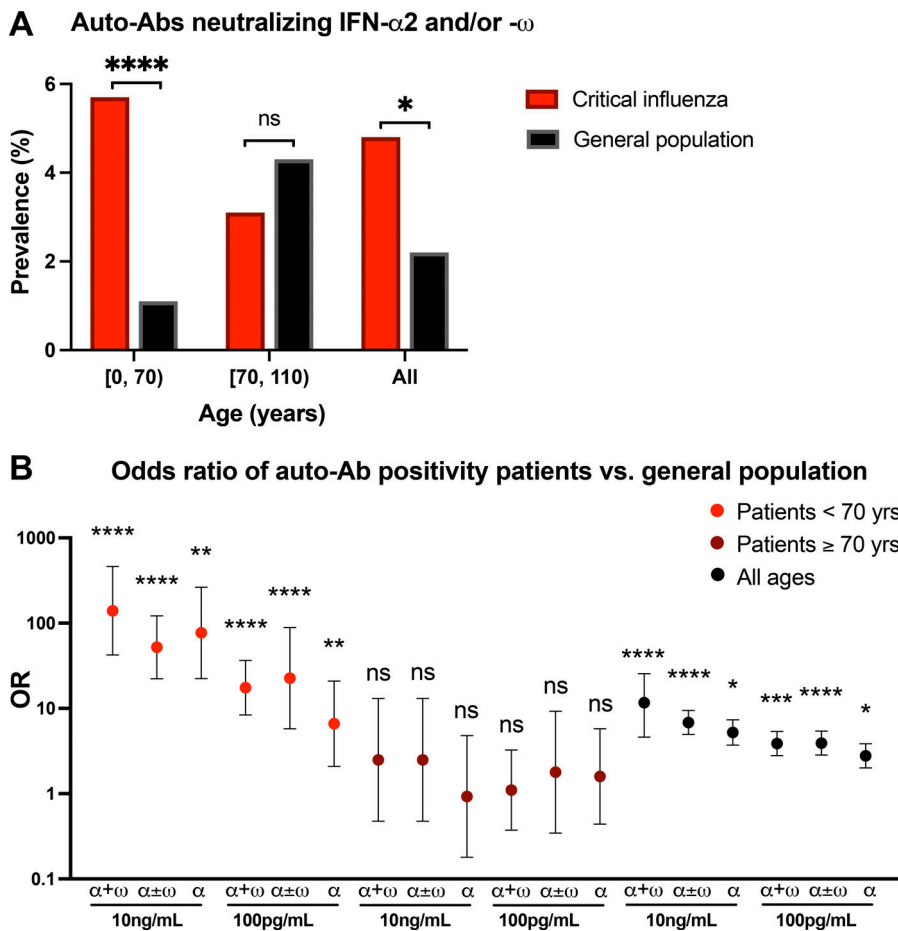 A Auto-Abs neutralizing IFN-α2 and/or -ω
****
*
ns
6
4
2
0
Prevalence (%)
Critical influenza
General population
[0, 70) [70, 110) All
Age (years)
B Odds ratio of auto-Ab positivity patients vs. general population
Patients < 70 yrs
Patients ≥ 70 yrs
All ages
1000
100
10
1
0.1
OR
**** **** ** **** **** ** ns ns ns ns ns ns **** **** * *** **** *
α+ω α±ω α α+ω α±ω α α+ω α±ω α α+ω α±ω α α+ω α±ω α α+ω α±ω α
10ng/mL 100pg/mL 10ng/mL 100pg/mL 10ng/mL 100pg/mL